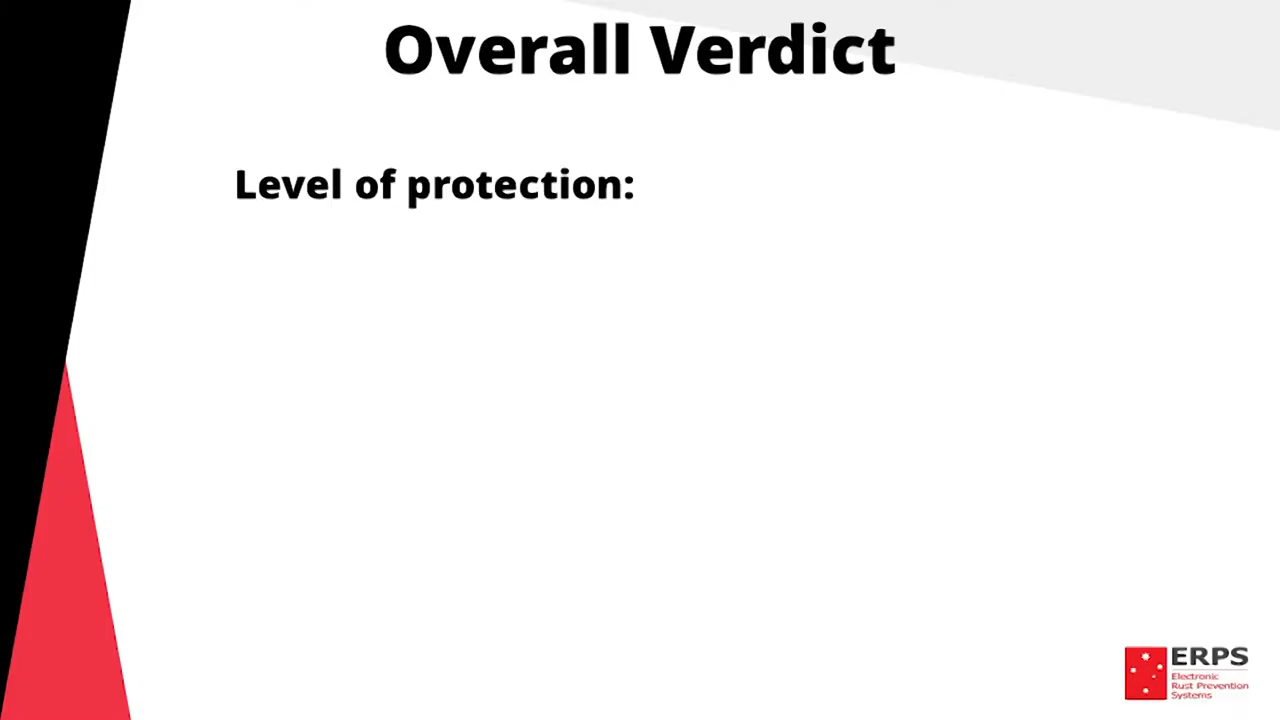 Overall Verdict
Level of protection:
ERPS
Electronic
Rust Prevention
Systems